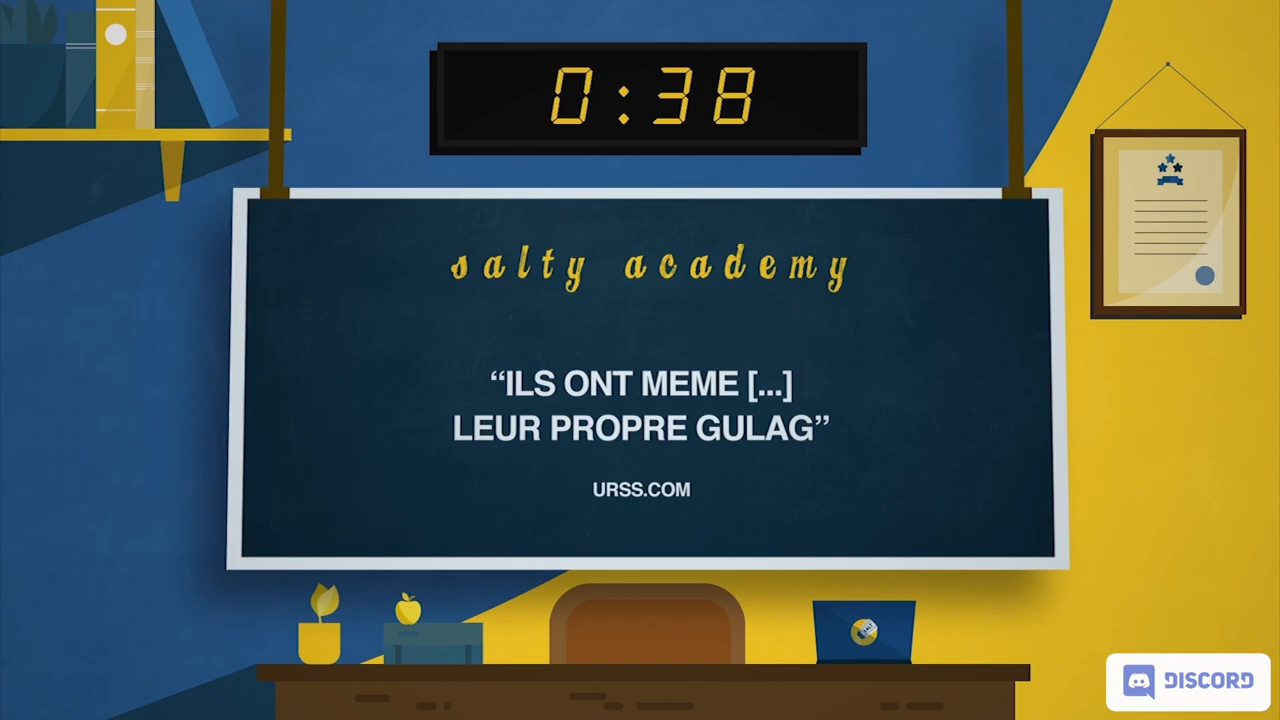 0:38
salty academy
“ILS ONT MEME [...]
LEUR PROPRE GULAG”
URSS.COM
DISCORD